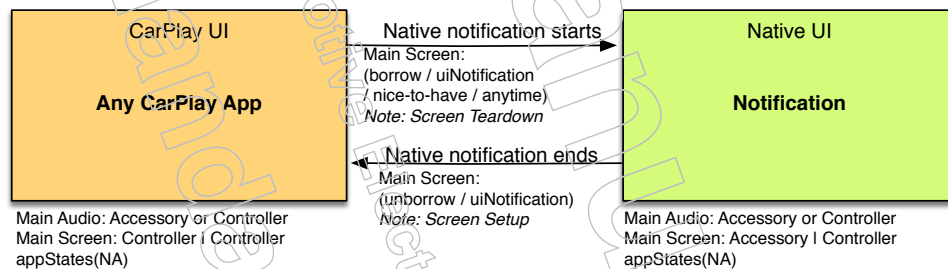 CarPlay UI
Any CarPlay App
Native notification starts
Main Screen:
(borrow / uiNotification
/ nice-to-have / anytime)
Note: Screen Teardown
Native notification ends
Main Screen:
(unborrow / uiNotification)
Note: Screen Setup
Native UI
Notification
Main Audio: Accessory or Controller
Main Screen: Controller | Controller
appStates(NA)
Main Audio: Accessory or Controller
Main Screen: Accessory | Controller
appStates(NA)